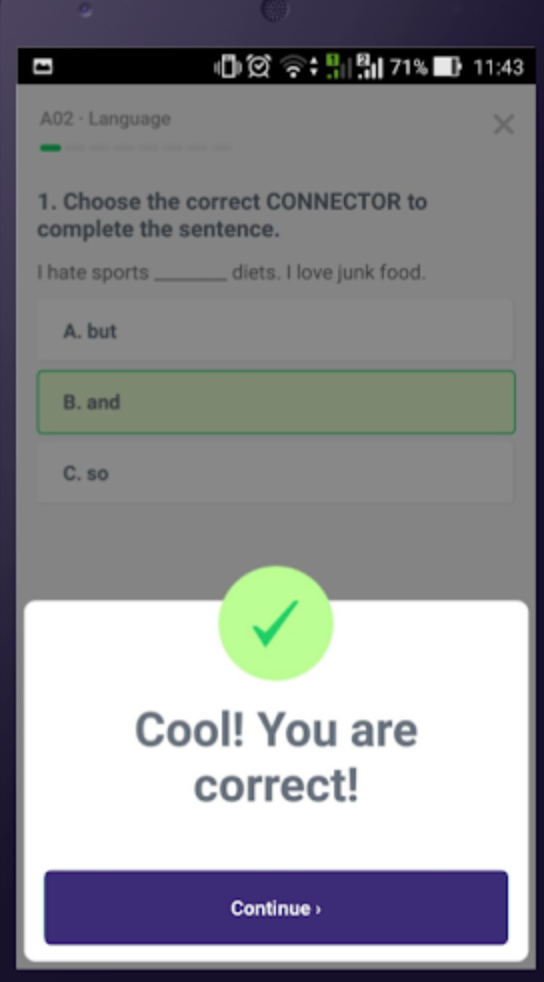 71% 11:43
A02 · Language
1. Choose the correct CONNECTOR to
complete the sentence.
I hate sports _______ diets. I love junk food.
A. but
B. and
C. so
Cool! You are
correct!
Continue ›